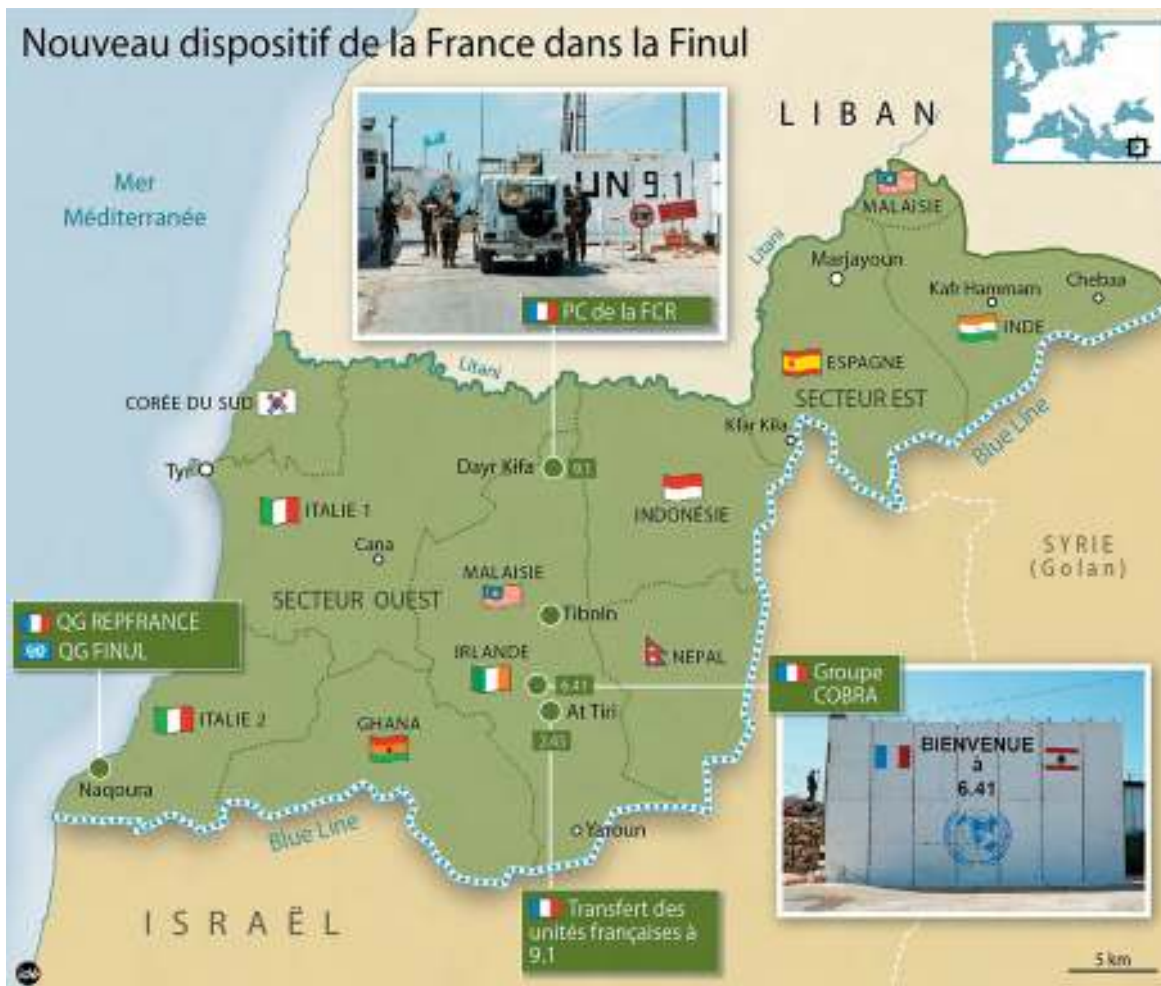 Nouveau dispositif de la France dans la Finul
LIBAN
Mer
Méditerranée
UN 9.1
MALAISIE
Litani
Marjayoun
Kafr Hammam
Chebaa
PC de la FCR
INDE
Litani
ESPAGNE
SECTEUR EST
CORÉE DU SUD
Kfar Kila
Blue Line
Tyr
Dayr Kifa
9.1
ITALIE 1
INDONÉSIE
SYRIE
(Golan)
Cana
MALAISIE
SECTEUR OUEST
QG REPFRANCE
QG FINUL
Tibnin
IRLANDE
NEPAL
6.41
Groupe
COBRA
ITALIE 2
GHANA
At Tiri
2.45
BIENVENUE
à
6.41
Naqoura
Blue Line
Yaroun
ISRAËL
Transfert des
unités françaises à
9.1
5 km
idé